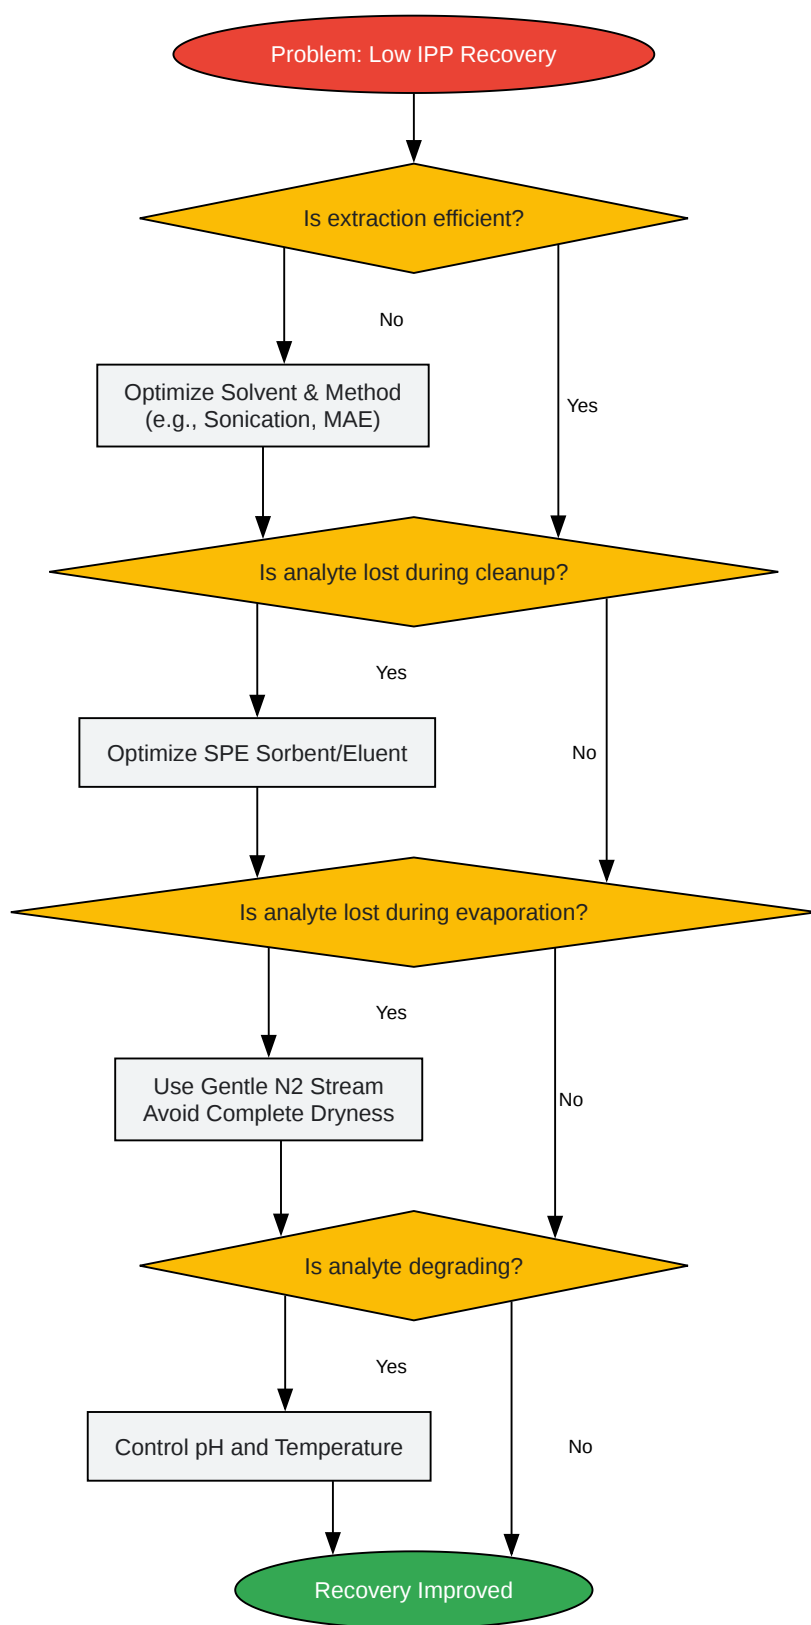 Problem: Low IPP Recovery
Is extraction efficient?
No
Optimize Solvent & Method
(e.g., Sonication, MAE)
Yes
Is analyte lost during cleanup?
Yes
Optimize SPE Sorbent/Eluent
No
Is analyte lost during evaporation?
Yes
Use Gentle N2 Stream
Avoid Complete Dryness
No
Is analyte degrading?
Yes
Control pH and Temperature
No
Recovery Improved